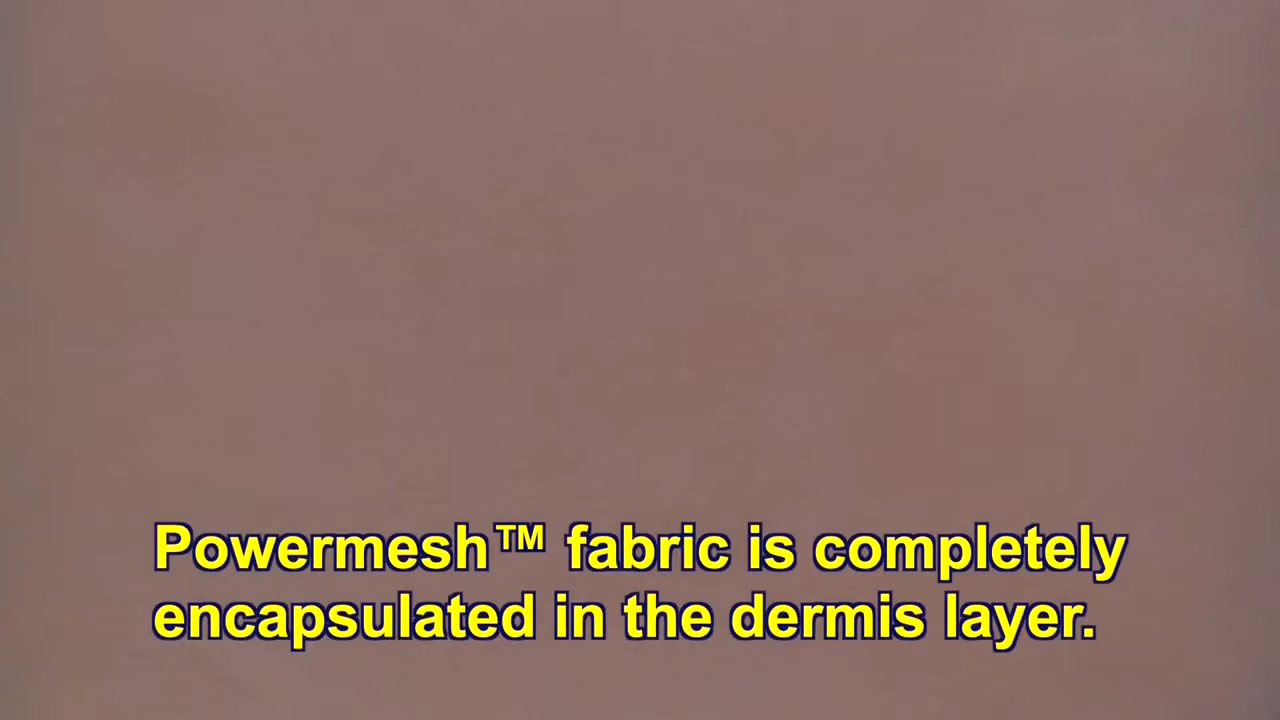 Powermesh™ fabric is completely
encapsulated in the dermis layer.